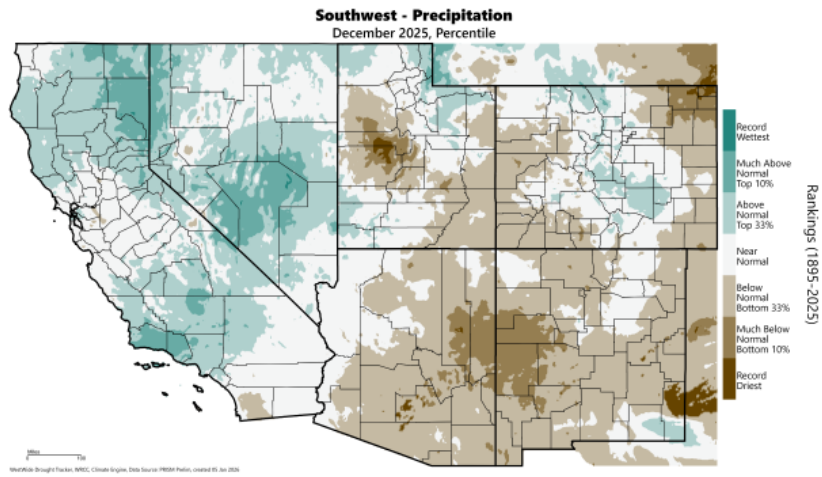 Southwest - Precipitation
December 2025, Percentile
Record
Wettest
Much Above
Normal
Top 10%
Above
Normal
Top 33%
Near
Normal
Below
Normal
Bottom 33%
Much Below
Normal
Bottom 10%
Record
Driest
Rankings (1895-2025)
Miles
0 100
WestWide Drought Tracker, WRCC, Climate Engine, Data Source: PRISM Prelim, created 05 Jan 2026